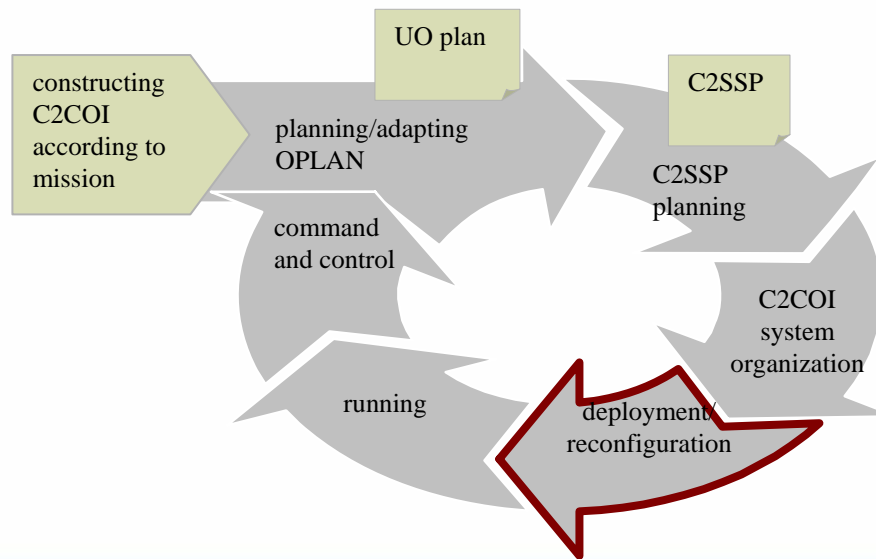 constructing
C2COI
according to
mission
UO plan
planning/adapting
OPLAN
C2SSP
C2SSP
planning
C2COI
system
organization
deployment/
reconfiguration
running
command
and control